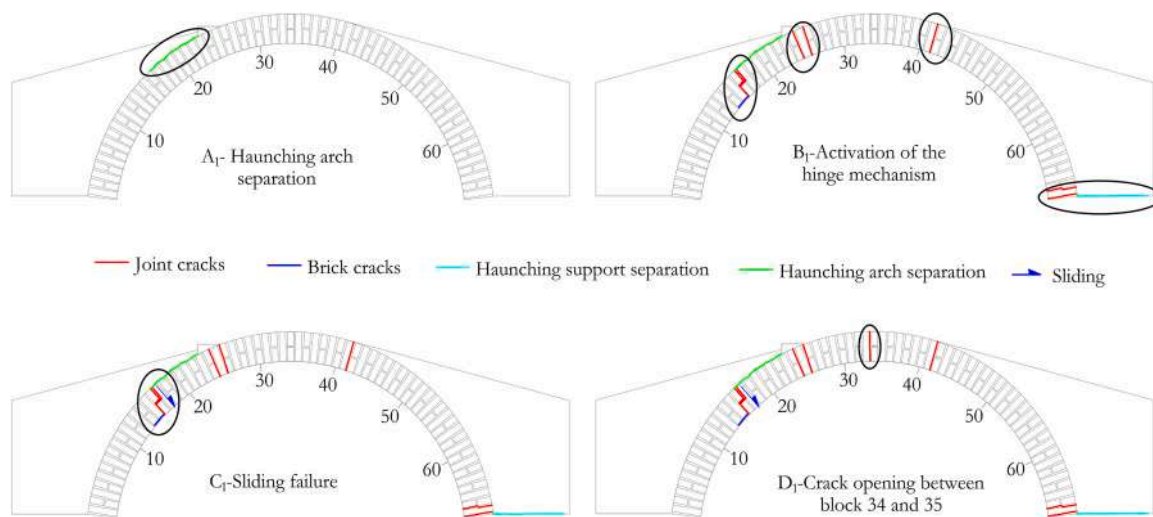 30 40
20 50
10 60
A₁- Haunching arch
separation
30 40
20 50
10 60
B₁-Activation of the
hinge mechanism
Joint cracks Brick cracks Haunching support separation Haunching arch separation Sliding
30 40
20 50
10 60
C₁-Sliding failure
30 40
20 50
10 60
D₁-Crack opening between
block 34 and 35